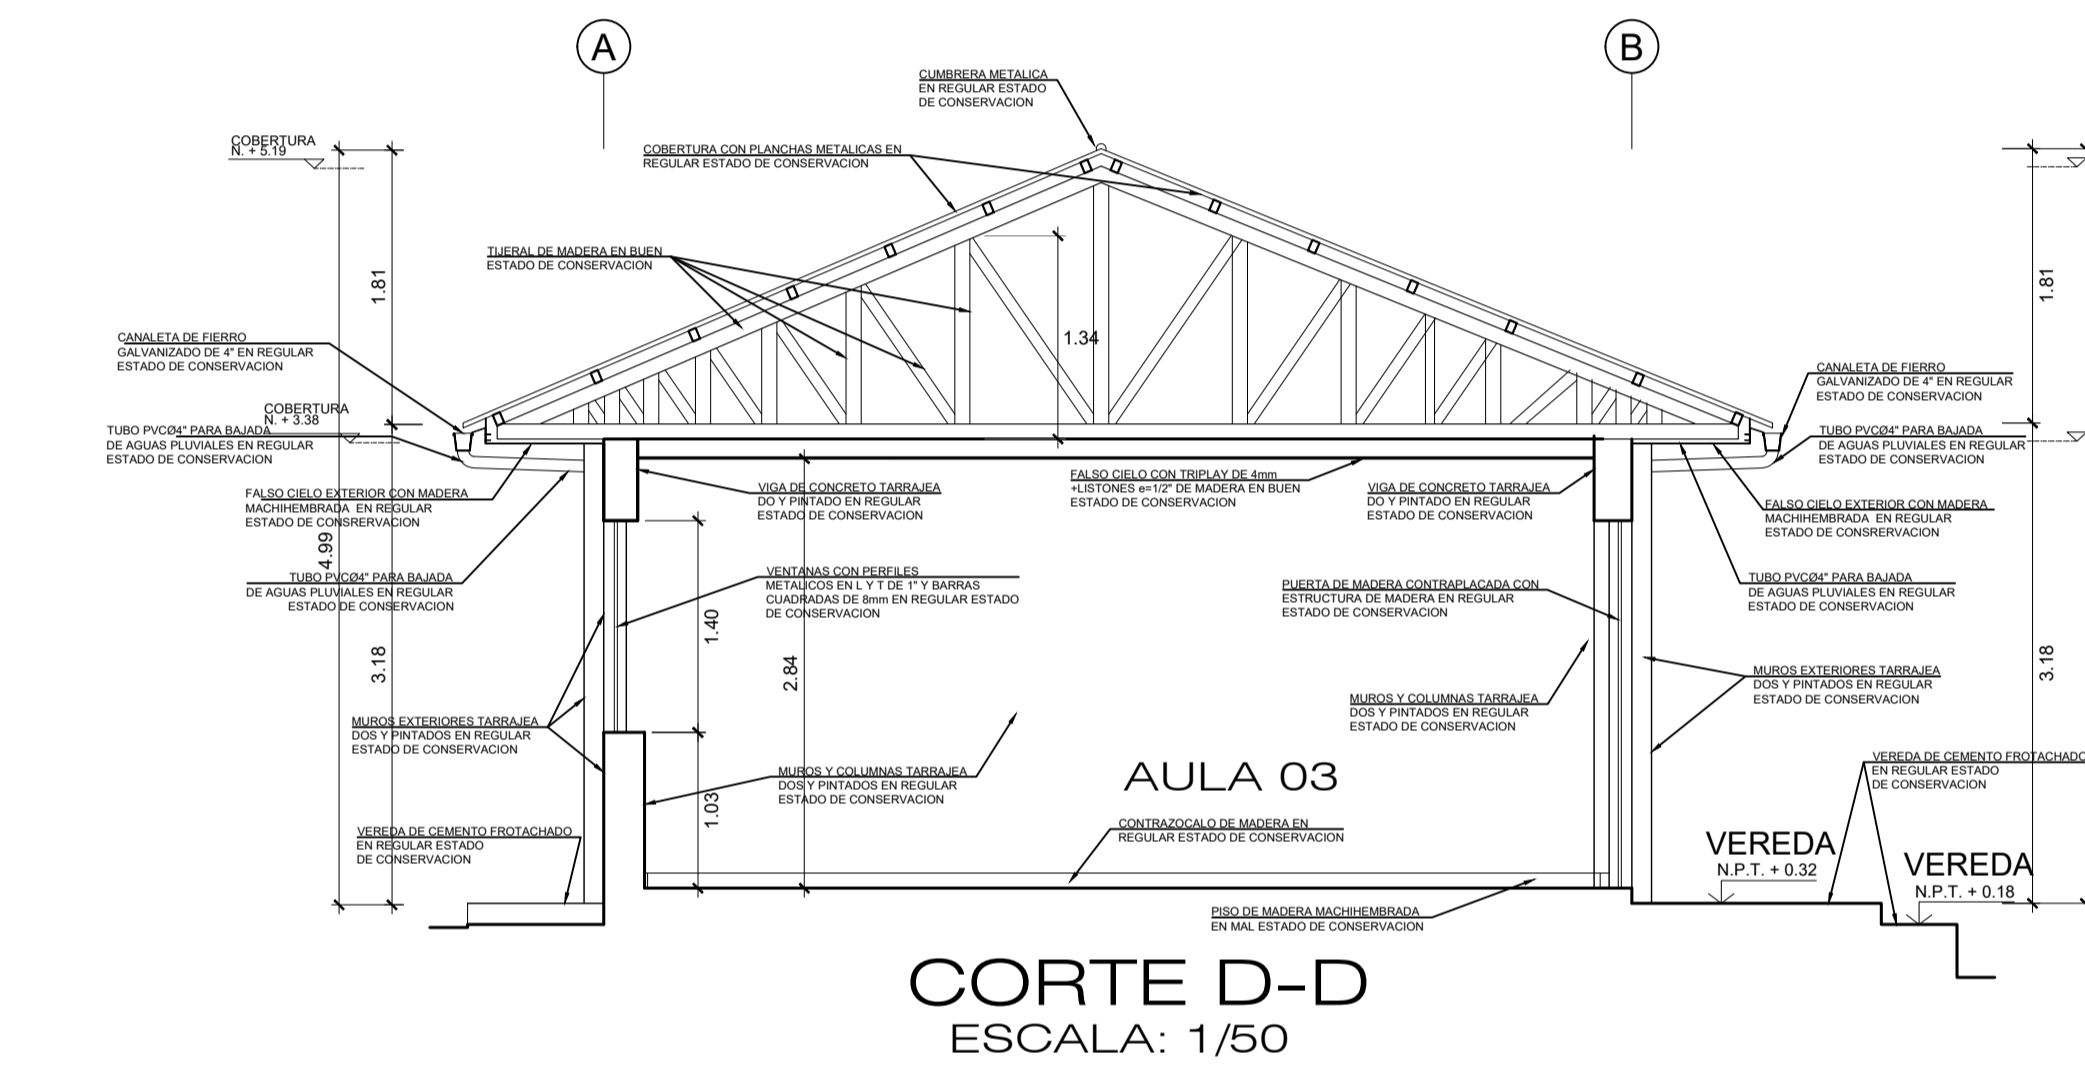 A
B
CUMBRERA METALICA
EN REGULAR ESTADO
DE CONSERVACION
COBERTURA
N. + 5.19
COBERTURA CON PLANCHAS METALICAS EN
REGULAR ESTADO DE CONSERVACION
TIJERAL DE MADERA EN BUEN
ESTADO DE CONSERVACION
1.81
1.81
1.34
CANALETA DE FIERRO
GALVANIZADO DE 4" EN REGULAR
ESTADO DE CONSERVACION
CANALETA DE FIERRO
GALVANIZADO DE 4" EN REGULAR
ESTADO DE CONSERVACION
COBERTURA
N. + 3.38
TUBO PVCØ4" PARA BAJADA
DE AGUAS PLUVIALES EN REGULAR
ESTADO DE CONSERVACION
TUBO PVCØ4" PARA BAJADA
DE AGUAS PLUVIALES EN REGULAR
ESTADO DE CONSERVACION
FALSO CIELO EXTERIOR CON MADERA
MACHIHEMBRADA EN REGULAR
ESTADO DE CONSRERVACION
VIGA DE CONCRETO TARRAJEA
DO Y PINTADO EN REGULAR
ESTADO DE CONSERVACION
FALSO CIELO CON TRIPLAY DE 4mm
+LISTONES e=1/2" DE MADERA EN BUEN
ESTADO DE CONSERVACION
VIGA DE CONCRETO TARRAJEA
DO Y PINTADO EN REGULAR
ESTADO DE CONSERVACION
FALSO CIELO EXTERIOR CON MADERA
MACHIHEMBRADA EN REGULAR
ESTADO DE CONSRERVACION
4.99
TUBO PVCØ4" PARA BAJADA
DE AGUAS PLUVIALES EN REGULAR
ESTADO DE CONSERVACION
VENTANAS CON PERFILES
METALICOS EN L Y T DE 1" Y BARRAS
CUADRADAS DE 8mm EN REGULAR ESTADO
DE CONSERVACION
PUERTA DE MADERA CONTRAPLACADA CON
ESTRUCTURA DE MADERA EN REGULAR
ESTADO DE CONSERVACION
TUBO PVCØ4" PARA BAJADA
DE AGUAS PLUVIALES EN REGULAR
ESTADO DE CONSERVACION
1.40
3.18
2.84
3.18
MUROS EXTERIORES TARRAJEA
DOS Y PINTADOS EN REGULAR
ESTADO DE CONSERVACION
MUROS Y COLUMNAS TARRAJEA
DOS Y PINTADOS EN REGULAR
ESTADO DE CONSERVACION
MUROS EXTERIORES TARRAJEA
DOS Y PINTADOS EN REGULAR
ESTADO DE CONSERVACION
MUROS Y COLUMNAS TARRAJEA
DOS Y PINTADOS EN REGULAR
ESTADO DE CONSERVACION
AULA 03
VEREDA DE CEMENTO FROTACHADO
EN REGULAR ESTADO
DE CONSERVACION
1.03
VEREDA DE CEMENTO FROTACHADO
EN REGULAR ESTADO
DE CONSERVACION
CONTRAZOCALO DE MADERA EN
REGULAR ESTADO DE CONSERVACION
VEREDA
N.P.T. + 0.32
VEREDA
N.P.T. + 0.18
PISO DE MADERA MACHIHEMBRADA
EN MAL ESTADO DE CONSERVACION
CORTE D-D
ESCALA: 1/50